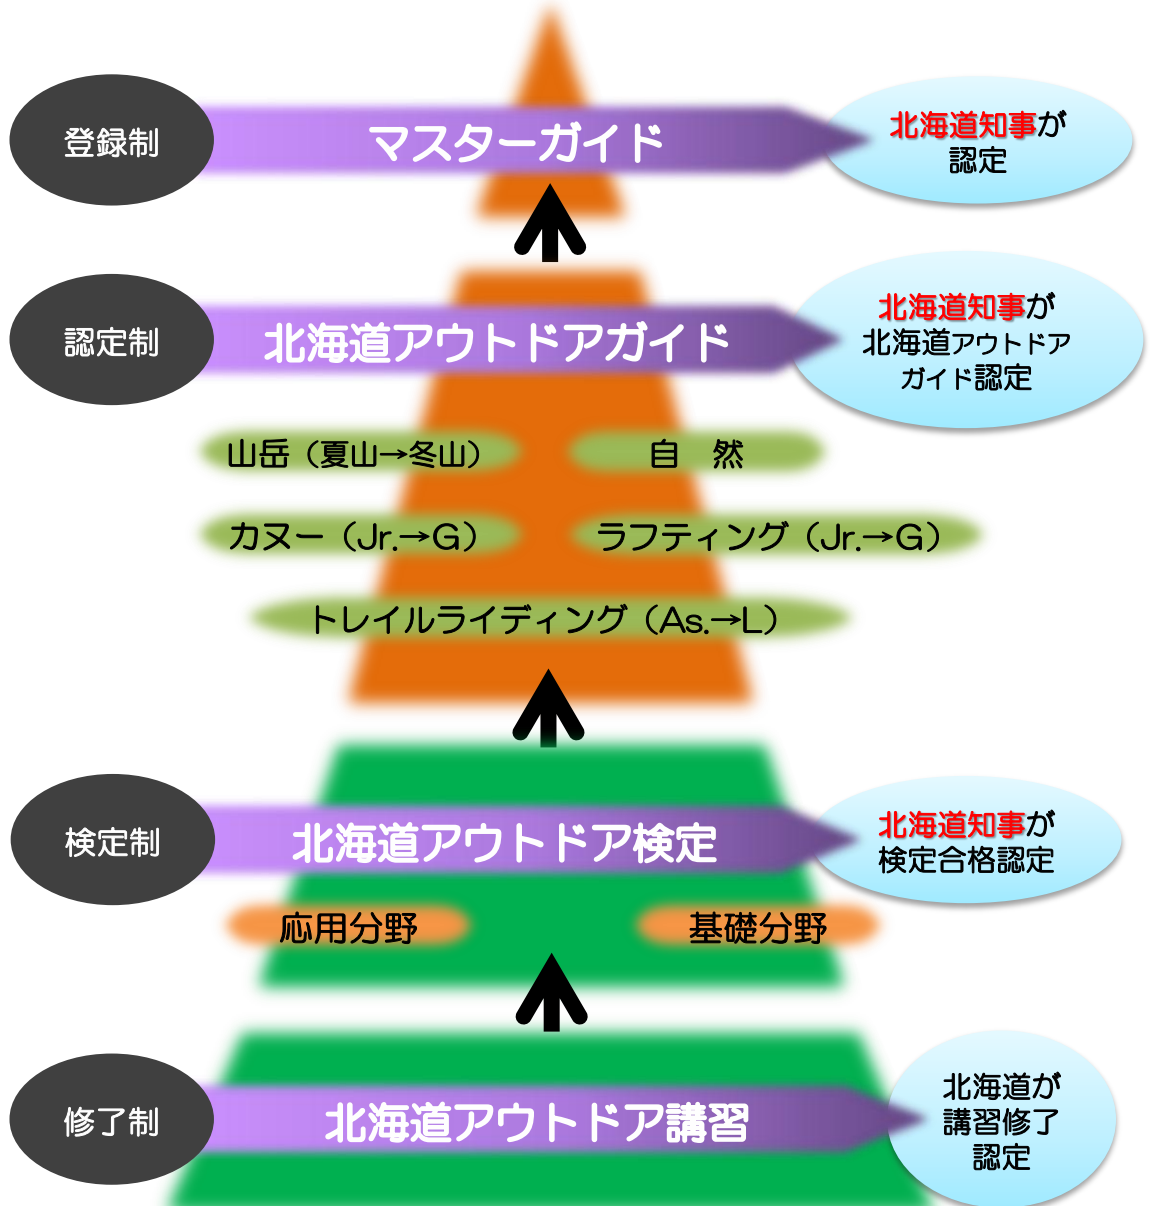 登録制
マスターガイド
北海道知事が
認定
認定制
北海道アウトドアガイド
北海道知事が
北海道アウトドア
ガイド認定
山岳（夏山→冬山）
自　然
カヌー（Jr.→G）
ラフティング（Jr.→G）
トレイルライディング（As.→L）
検定制
北海道アウトドア検定
北海道知事が
検定合格認定
応用分野
基礎分野
修了制
北海道アウトドア講習
北海道が
講習修了
認定